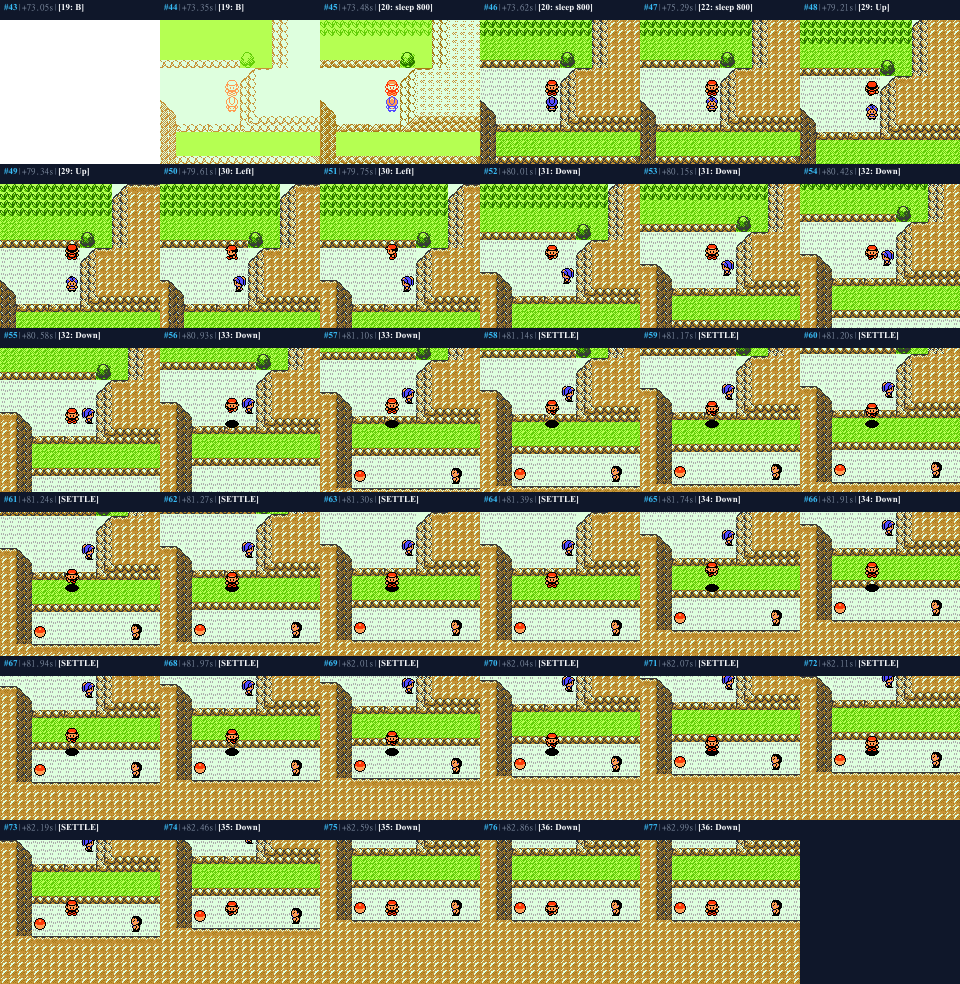 #43|+73.05s| [19: B]
#44|+73.35s| [19: B]
#45|+73.48s| [20: sleep 800]
#46|+73.62s| [20: sleep 800]
#47|+75.29s| [22: sleep 800]
#48|+79.21s| [29: Up]
#49|+79.34s| [29: Up]
#50|+79.61s| [30: Left]
#51|+79.75s| [30: Left]
#52|+80.01s| [31: Down]
#53|+80.15s| [31: Down]
#54|+80.42s| [32: Down]
#55|+80.58s| [32: Down]
#56|+80.93s| [33: Down]
#57|+81.10s| [33: Down]
#58|+81.14s| [SETTLE]
#59|+81.17s| [SETTLE]
#60|+81.20s| [SETTLE]
#61|+81.24s| [SETTLE]
#62|+81.27s| [SETTLE]
#63|+81.30s| [SETTLE]
#64|+81.39s| [SETTLE]
#65|+81.74s| [34: Down]
#66|+81.91s| [34: Down]
#67|+81.94s| [SETTLE]
#68|+81.97s| [SETTLE]
#69|+82.01s| [SETTLE]
#70|+82.04s| [SETTLE]
#71|+82.07s| [SETTLE]
#72|+82.11s| [SETTLE]
#73|+82.19s| [SETTLE]
#74|+82.46s| [35: Down]
#75|+82.59s| [35: Down]
#76|+82.86s| [36: Down]
#77|+82.99s| [36: Down]